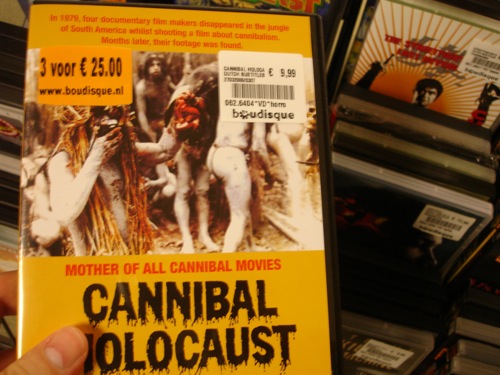 In 1979, four documentary film makers disappeared in the jungle
of South America whilst shooting a film about cannibalism.
Months later, their footage was found.
3 voor € 25.00
www.boudisque.nl
CANNIBAL HOLOCA
DUTCH SUBTITLES
€ 9,99
boudisque
MOTHER OF ALL CANNIBAL MOVIES
CANNIBAL
HOLOCAUST